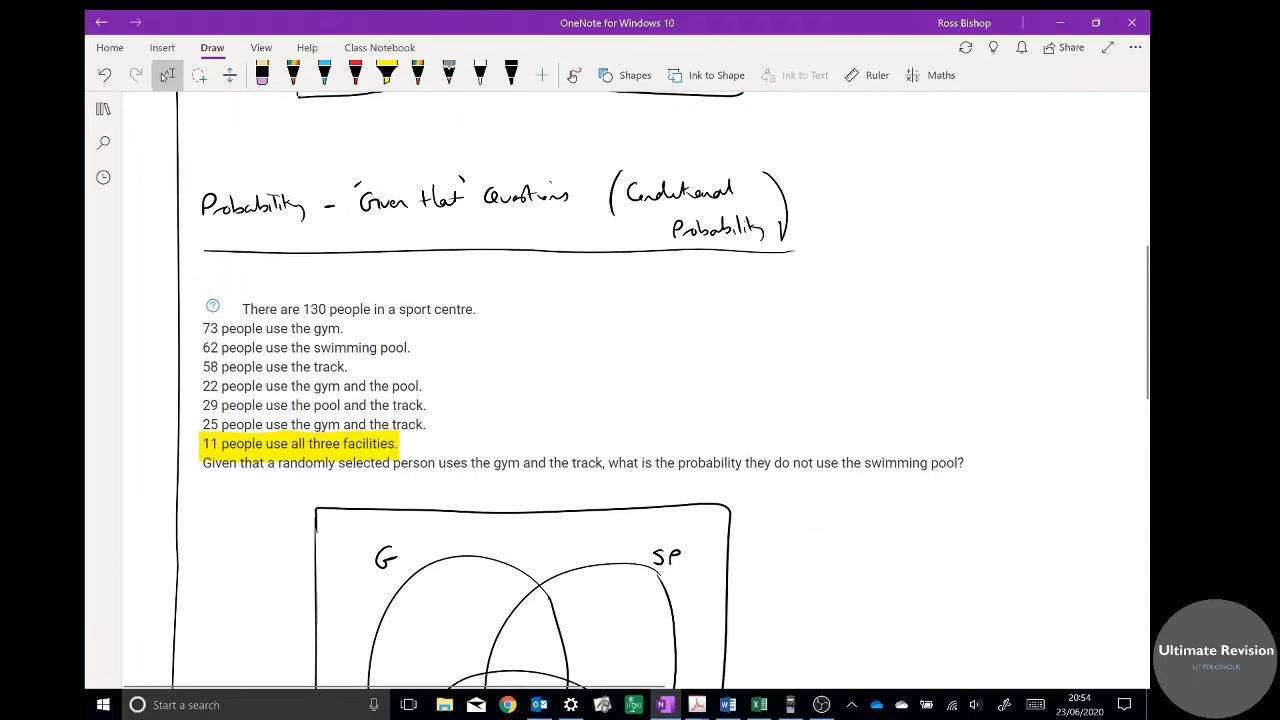 OneNote for Windows 10
Ross Bishop
Home Insert Draw View Help Class Notebook
Share
Shapes Ink to Shape Ink to Text Ruler Maths
Probability - 'Given that' Questions (Conditional
Probability)
There are 130 people in a sport centre.
73 people use the gym.
62 people use the swimming pool.
58 people use the track.
22 people use the gym and the pool.
29 people use the pool and the track.
25 people use the gym and the track.
11 people use all three facilities.
Given that a randomly selected person uses the gym and the track, what is the probability they do not use the swimming pool?
G SP
Ultimate Revision
UT PER GRADUS
Start a search
20:54
23/06/2020